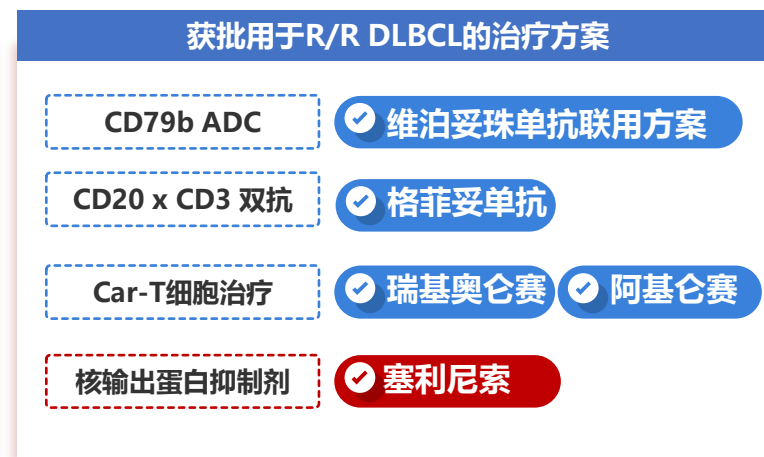 获批用于R/R DLBCL的治疗方案
CD79b ADC
维泊妥珠单抗联用方案
CD20 x CD3 双抗
格菲妥单抗
Car-T细胞治疗
瑞基奥仑赛
阿基仑赛
核输出蛋白抑制剂
塞利尼索